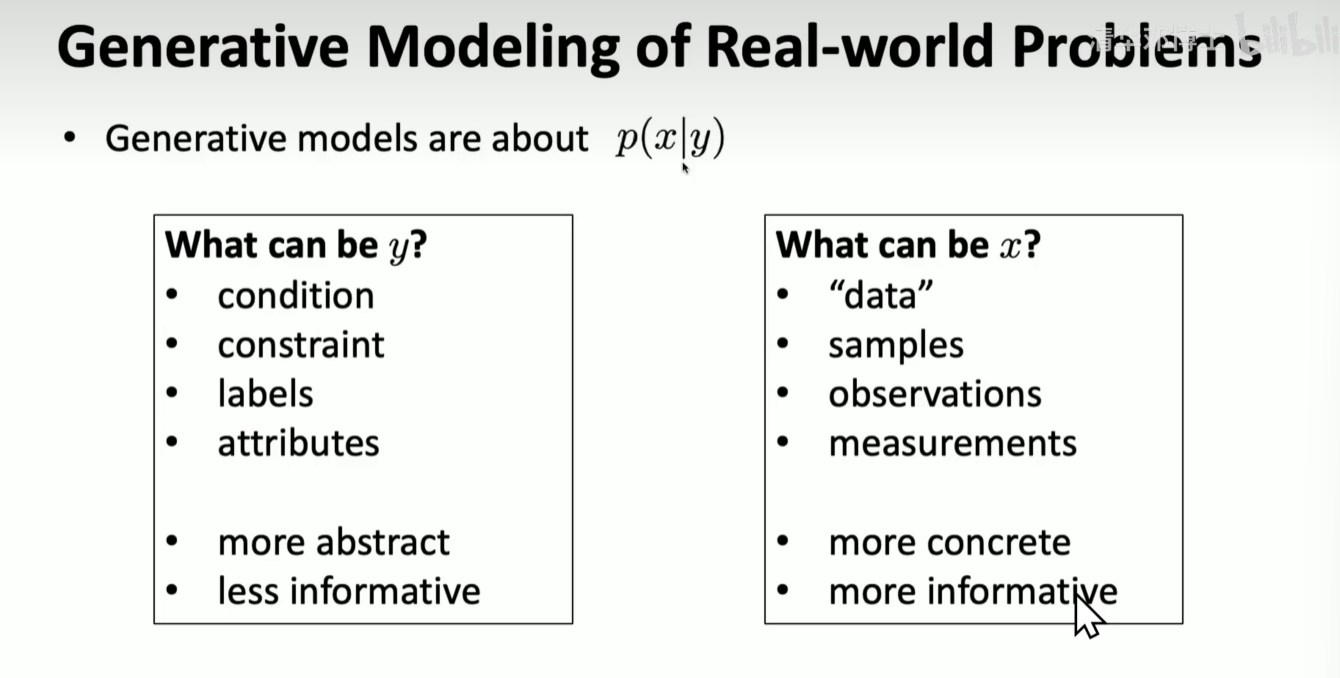 Generative Modeling of Real-world Problems
bilibili
• Generative models are about p(x|y)
What can be y?
• condition
• constraint
• labels
• attributes
• more abstract
• less informative
What can be x?
• “data”
• samples
• observations
• measurements
• more concrete
• more informative